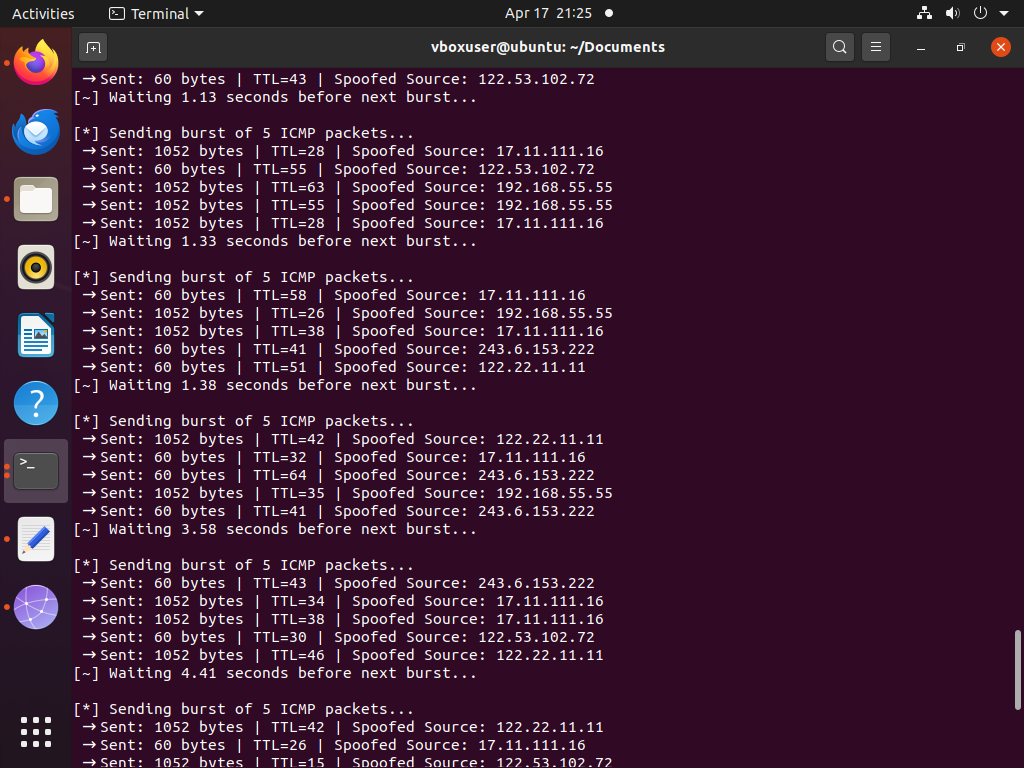 Activities
Terminal
Apr 17 21:25
vboxuser@ubuntu: ~/Documents
→Sent: 60 bytes | TTL=43 | Spoofed Source: 122.53.102.72
[~] Waiting 1.13 seconds before next burst...
[*] Sending burst of 5 ICMP packets...
→Sent: 1052 bytes | TTL=28 | Spoofed Source: 17.11.111.16
→Sent: 60 bytes | TTL=55 | Spoofed Source: 122.53.102.72
→Sent: 1052 bytes | TTL=63 | Spoofed Source: 192.168.55.55
→Sent: 1052 bytes | TTL=55 | Spoofed Source: 192.168.55.55
→Sent: 1052 bytes | TTL=28 | Spoofed Source: 17.11.111.16
[~] Waiting 1.33 seconds before next burst...
[*] Sending burst of 5 ICMP packets...
→Sent: 60 bytes | TTL=58 | Spoofed Source: 17.11.111.16
→Sent: 1052 bytes | TTL=26 | Spoofed Source: 192.168.55.55
→Sent: 1052 bytes | TTL=38 | Spoofed Source: 17.11.111.16
→Sent: 60 bytes | TTL=41 | Spoofed Source: 243.6.153.222
→Sent: 60 bytes | TTL=51 | Spoofed Source: 122.22.11.11
[~] Waiting 1.38 seconds before next burst...
[*] Sending burst of 5 ICMP packets...
→Sent: 1052 bytes | TTL=42 | Spoofed Source: 122.22.11.11
→Sent: 60 bytes | TTL=32 | Spoofed Source: 17.11.111.16
→Sent: 60 bytes | TTL=64 | Spoofed Source: 243.6.153.222
→Sent: 1052 bytes | TTL=35 | Spoofed Source: 192.168.55.55
→Sent: 60 bytes | TTL=41 | Spoofed Source: 243.6.153.222
[~] Waiting 3.58 seconds before next burst...
[*] Sending burst of 5 ICMP packets...
→Sent: 60 bytes | TTL=43 | Spoofed Source: 243.6.153.222
→Sent: 1052 bytes | TTL=34 | Spoofed Source: 17.11.111.16
→Sent: 1052 bytes | TTL=38 | Spoofed Source: 17.11.111.16
→Sent: 60 bytes | TTL=30 | Spoofed Source: 122.53.102.72
→Sent: 1052 bytes | TTL=46 | Spoofed Source: 122.22.11.11
[~] Waiting 4.41 seconds before next burst...
[*] Sending burst of 5 ICMP packets...
→Sent: 1052 bytes | TTL=42 | Spoofed Source: 122.22.11.11
→Sent: 60 bytes | TTL=26 | Spoofed Source: 17.11.111.16
→Sent: 1052 bytes | TTL=15 | Spoofed Source: 122.53.102.72